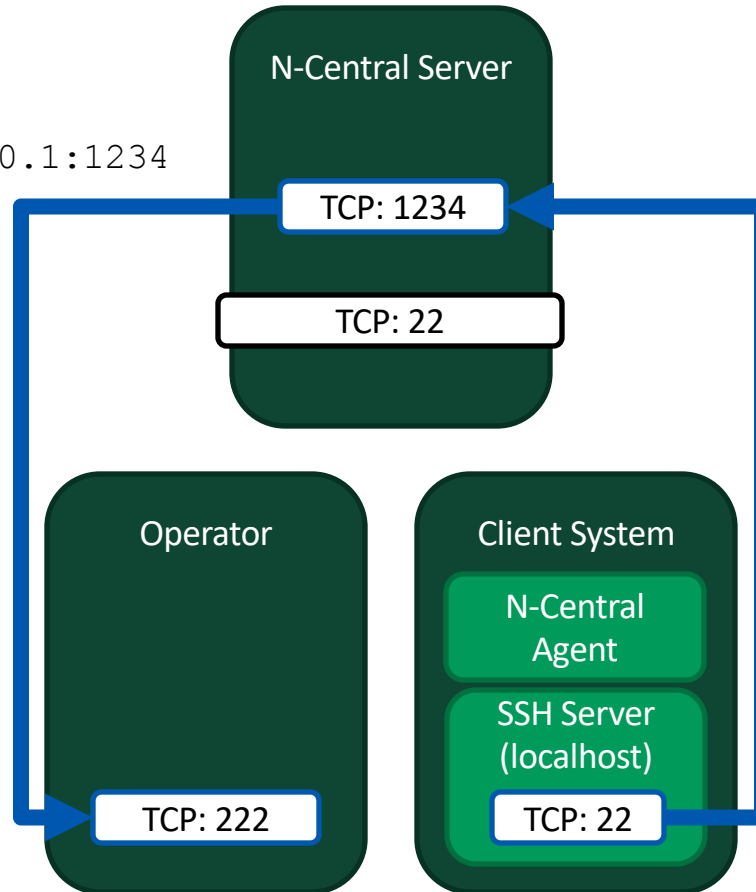 N-Central Server
0.1:1234
TCP: 1234
TCP: 22
Operator
TCP: 222
Client System
N-Central
Agent
SSH Server
(localhost)
TCP: 22